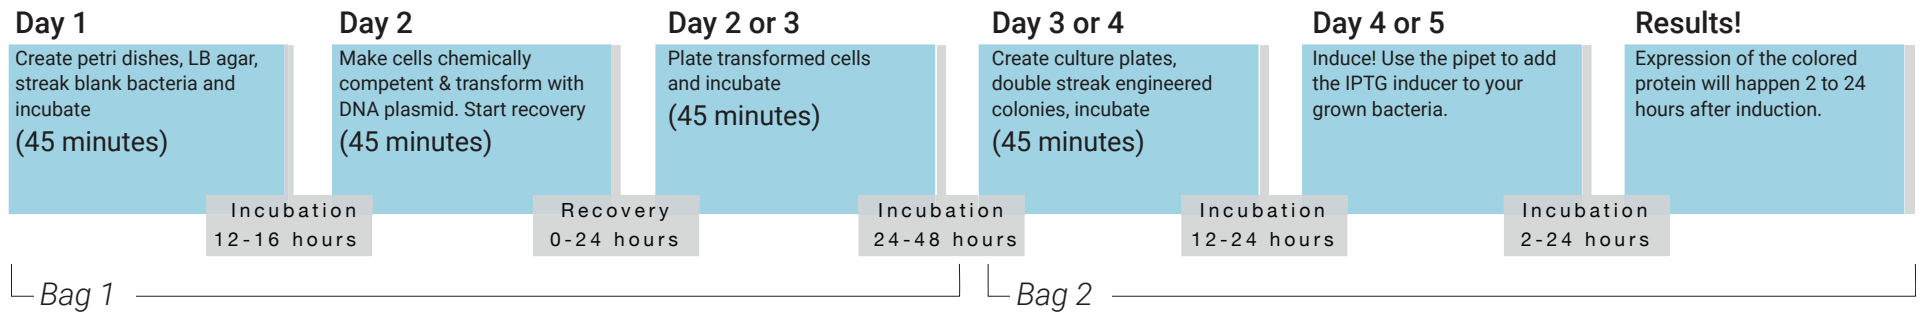 Day 1
Create petri dishes, LB agar,
streak blank bacteria and
incubate
(45 minutes)
Incubation
12-16 hours
Day 2
Make cells chemically
competent & transform with
DNA plasmid. Start recovery
(45 minutes)
Recovery
0-24 hours
Day 2 or 3
Plate transformed cells
and incubate
(45 minutes)
Incubation
24-48 hours
Day 3 or 4
Create culture plates,
double streak engineered
colonies, incubate
(45 minutes)
Incubation
12-24 hours
Day 4 or 5
Induce! Use the pipet to add
the IPTG inducer to your
grown bacteria.
Incubation
2-24 hours
Results!
Expression of the colored
protein will happen 2 to 24
hours after induction.
Bag 1
Bag 2